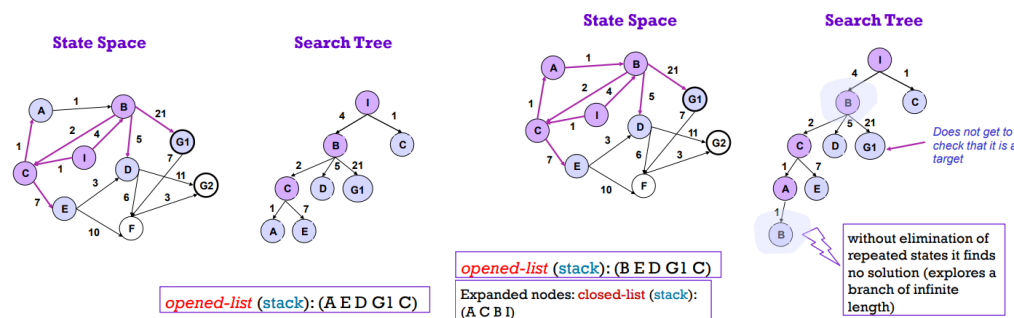 State Space
Search Tree
A
1
B
21
4
2
5
G1
1
I
7
C
1
D
11
3
6
G2
7
E
3
10
F
I
4
1
B
C
2
5
21
C
D
G1
1
7
A
E
opened-list (stack): (A E D G1 C)
State Space
Search Tree
A
1
B
21
2
4
5
G1
1
I
7
C
1
D
11
3
6
G2
7
E
3
10
F
I
4
1
B
C
2
5
21
C
D
G1
1
7
A
E
1
B
Does not get to
check that it is a
target
without elimination of
repeated states it finds
no solution (explores a
branch of infinite
length)
opened-list (stack): (B E D G1 C)
Expanded nodes: closed-list (stack):
(A C B I)